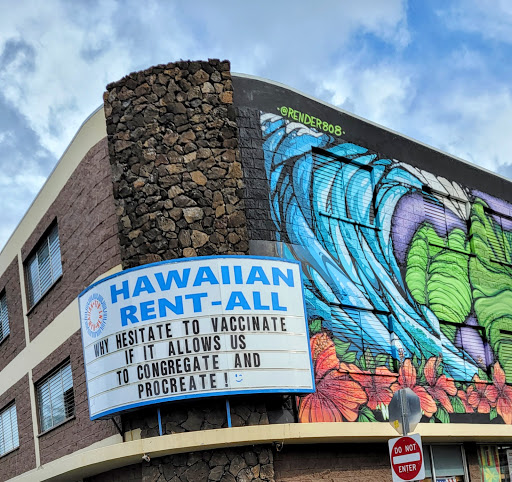 @RENDER808
HAWAIIAN
RENT-ALL
WHY HESITATE TO VACCINATE
IF IT ALLOWS US
TO CONGREGATE AND
PROCREATE!
DO NOT
ENTER